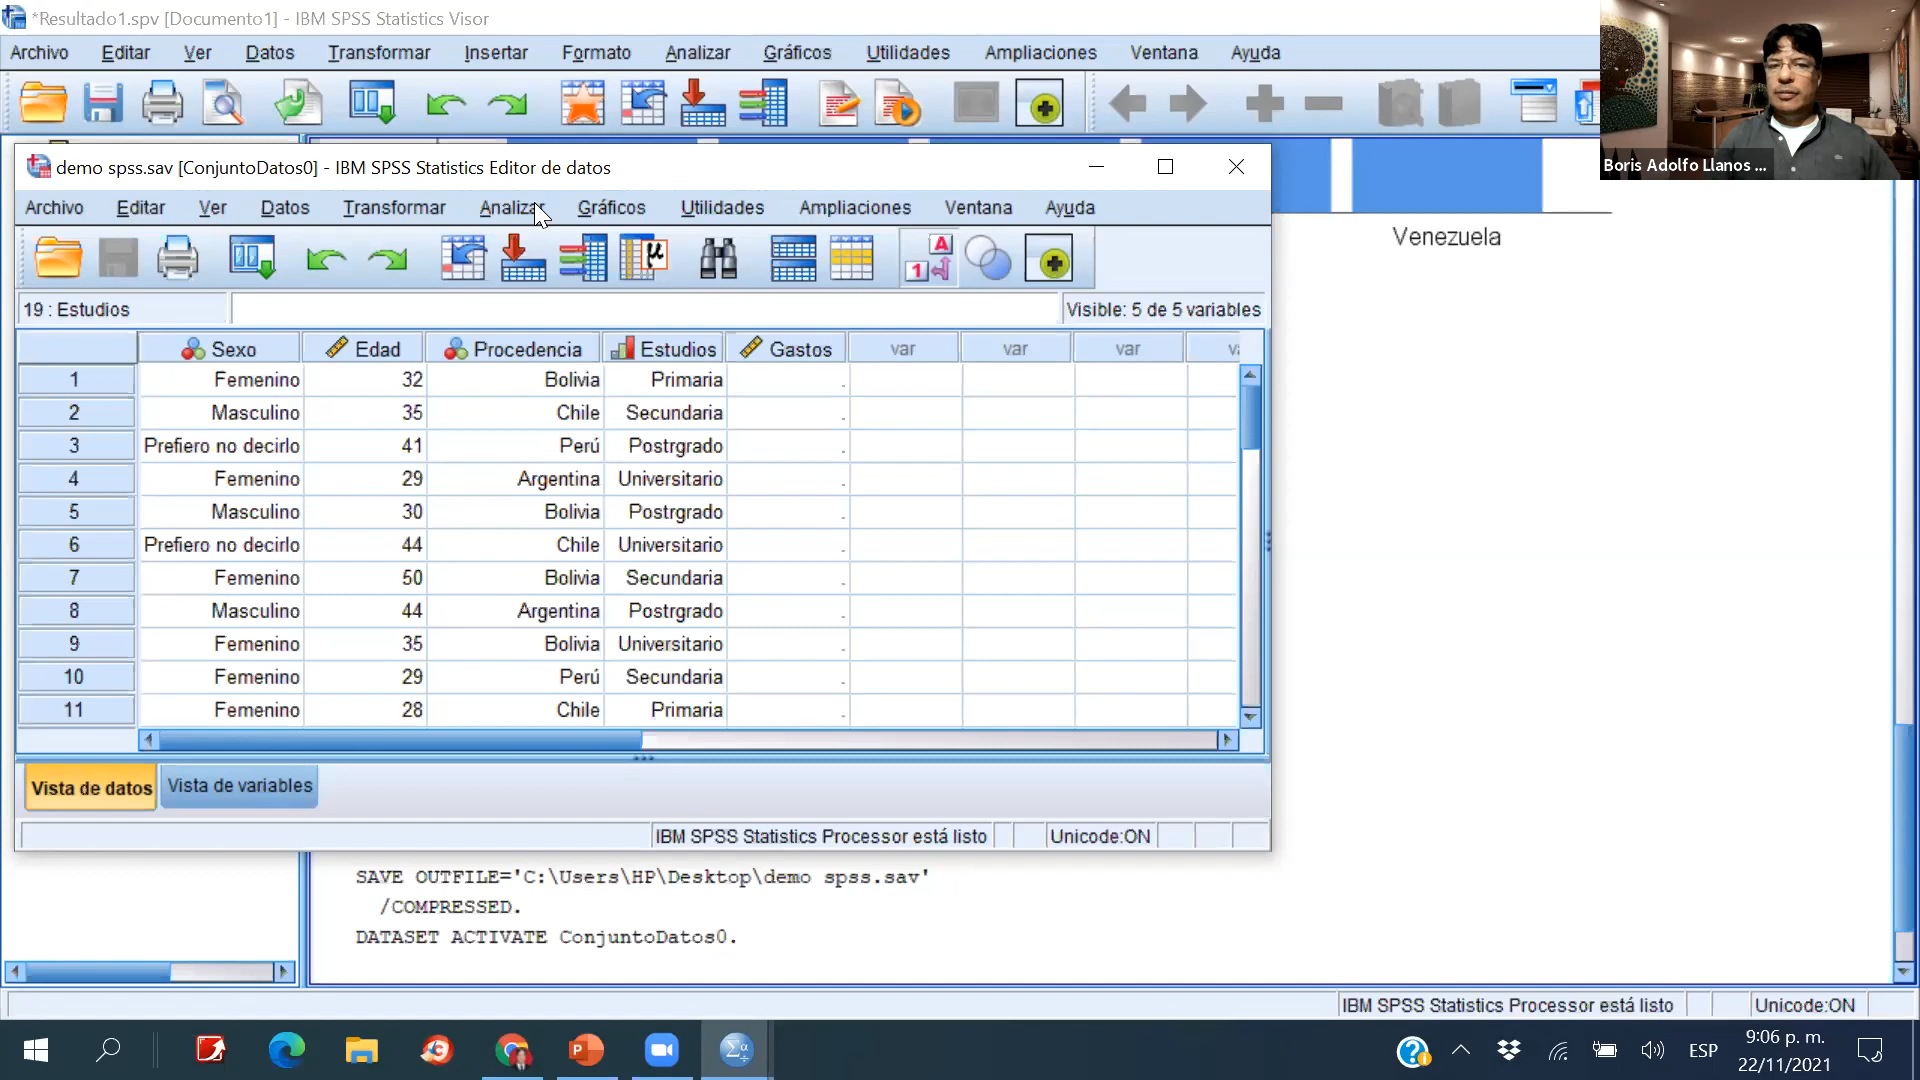 *Resultado1.spv [Documento1] - IBM SPSS Statistics Visor
Archivo Editar Ver Datos Transformar Insertar Formato Analizar Gráficos Utilidades Ampliaciones Ventana Ayuda
Boris Adolfo Llanos ...
demo spss.sav [ConjuntoDatos0] - IBM SPSS Statistics Editor de datos
Archivo Editar Ver Datos Transformar Analizar Gráficos Utilidades Ampliaciones Ventana Ayuda
Venezuela
19 : Estudios
Visible: 5 de 5 variables
Sexo Edad Procedencia Estudios Gastos var var var
1 Femenino 32 Bolivia Primaria .
2 Masculino 35 Chile Secundaria .
3 Prefiero no decirlo 41 Perú Postrgrado .
4 Femenino 29 Argentina Universitario .
5 Masculino 30 Bolivia Postrgrado .
6 Prefiero no decirlo 44 Chile Universitario .
7 Femenino 50 Bolivia Secundaria .
8 Masculino 44 Argentina Postrgrado .
9 Femenino 35 Bolivia Universitario .
10 Femenino 29 Perú Secundaria .
11 Femenino 28 Chile Primaria .
Vista de datos Vista de variables
IBM SPSS Statistics Processor está listo Unicode:ON
SAVE OUTFILE='C:\Users\HP\Desktop\demo spss.sav'
/COMPRESSED.
DATASET ACTIVATE ConjuntoDatos0.
IBM SPSS Statistics Processor está listo Unicode:ON
ESP
9:06 p. m.
22/11/2021